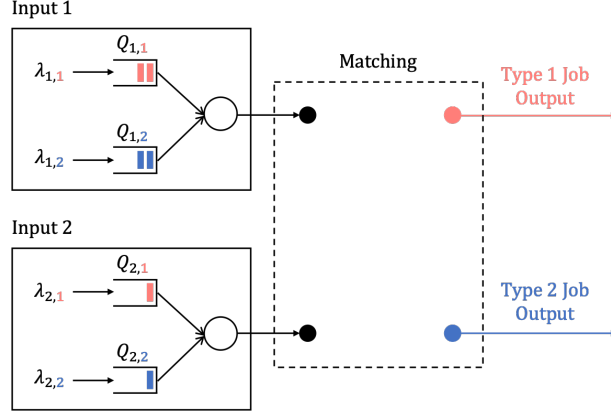 Input 1
Q1,1
λ1,1
Q1,2
λ1,2
Matching
Type 1 Job
Output
Input 2
Q2,1
λ2,1
Q2,2
λ2,2
Type 2 Job
Output